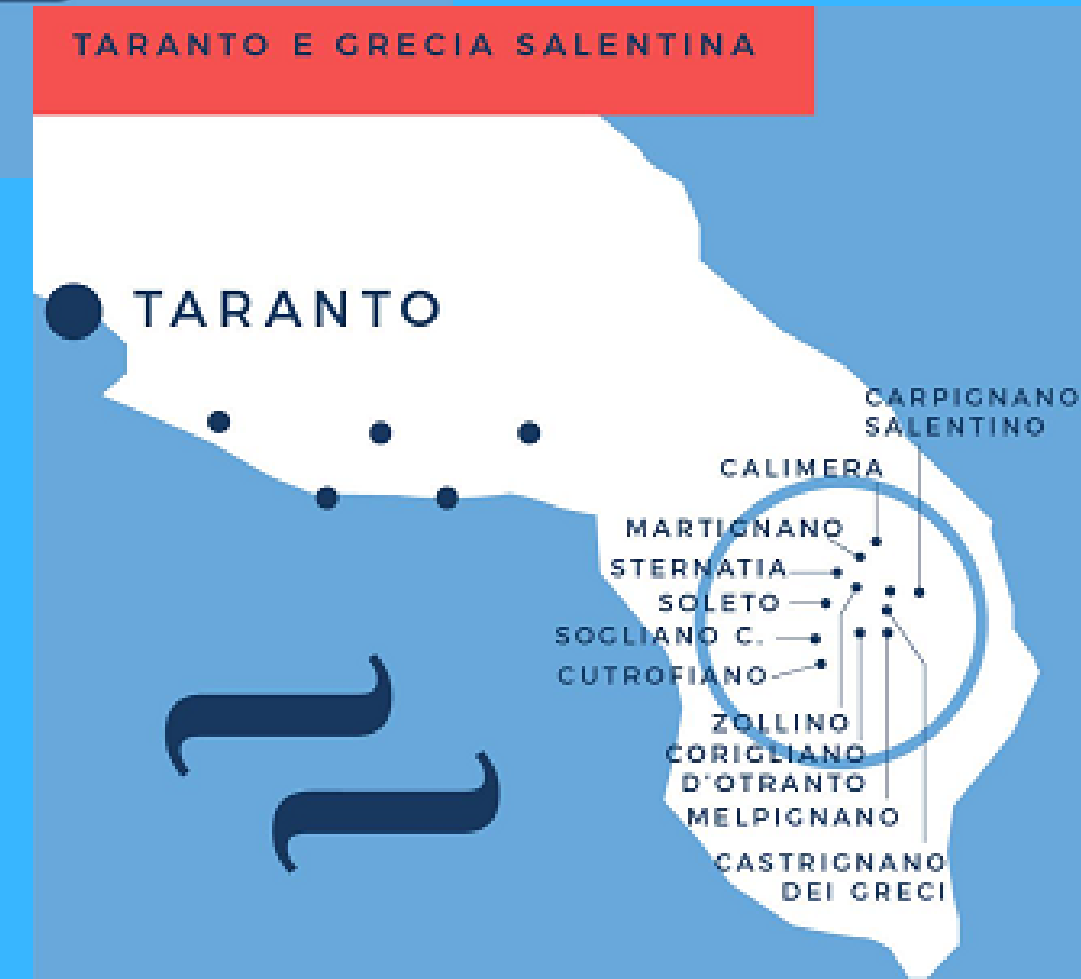 TARANTO E GRECIA SALENTINA
TARANTO
CARPIGNANO
SALENTINO
CALIMERA
MARTIGNANO
STERNATIA
SOLETO
SOGLIANO C.
CUTROFIANO
ZOLLINO
CORIGLIANO
D'OTRANTO
MELPIGNANO
CASTRIGNANO
DEI GRECI